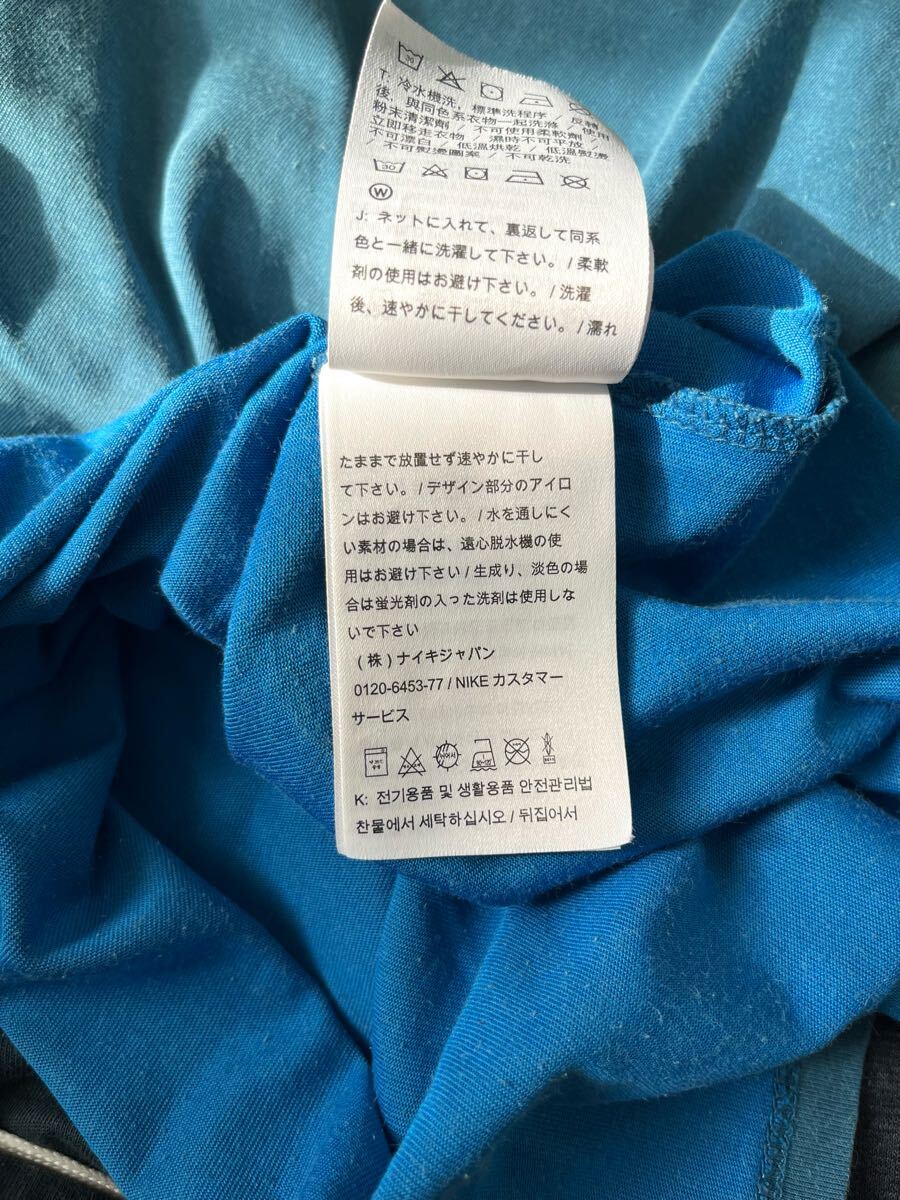 30
T: 冷水機洗，標準洗程序 / 反轉
後，與同色系衣物一起洗滌 / 使用
粉末清潔劑 / 不可使用柔軟劑 /
立即移走衣物 / 濕時不可平放 /
不可漂白 / 低溫烘乾 / 低溫熨燙
/ 不可熨燙圖案 / 不可乾洗
30
W
J: ネットに入れて、裏返して同系
色と一緒に洗濯して下さい。/ 柔軟
剤の使用はお避け下さい。/ 洗濯
後、速やかに干してください。/ 濡れ
たままで放置せず速やかに干し
て下さい。/ デザイン部分のアイロ
ンはお避け下さい。/ 水を通しにく
い素材の場合は、遠心脱水機の使
用はお避け下さい / 生成り、淡色の場
合は蛍光剤の入った洗剤は使用しな
いで下さい
(株) ナイキジャパン
0120-6453-77 / NIKE カスタマー
サービス
K: 전기용품 및 생활용품 안전관리법
찬물에서 세탁하십시오 / 뒤집어서